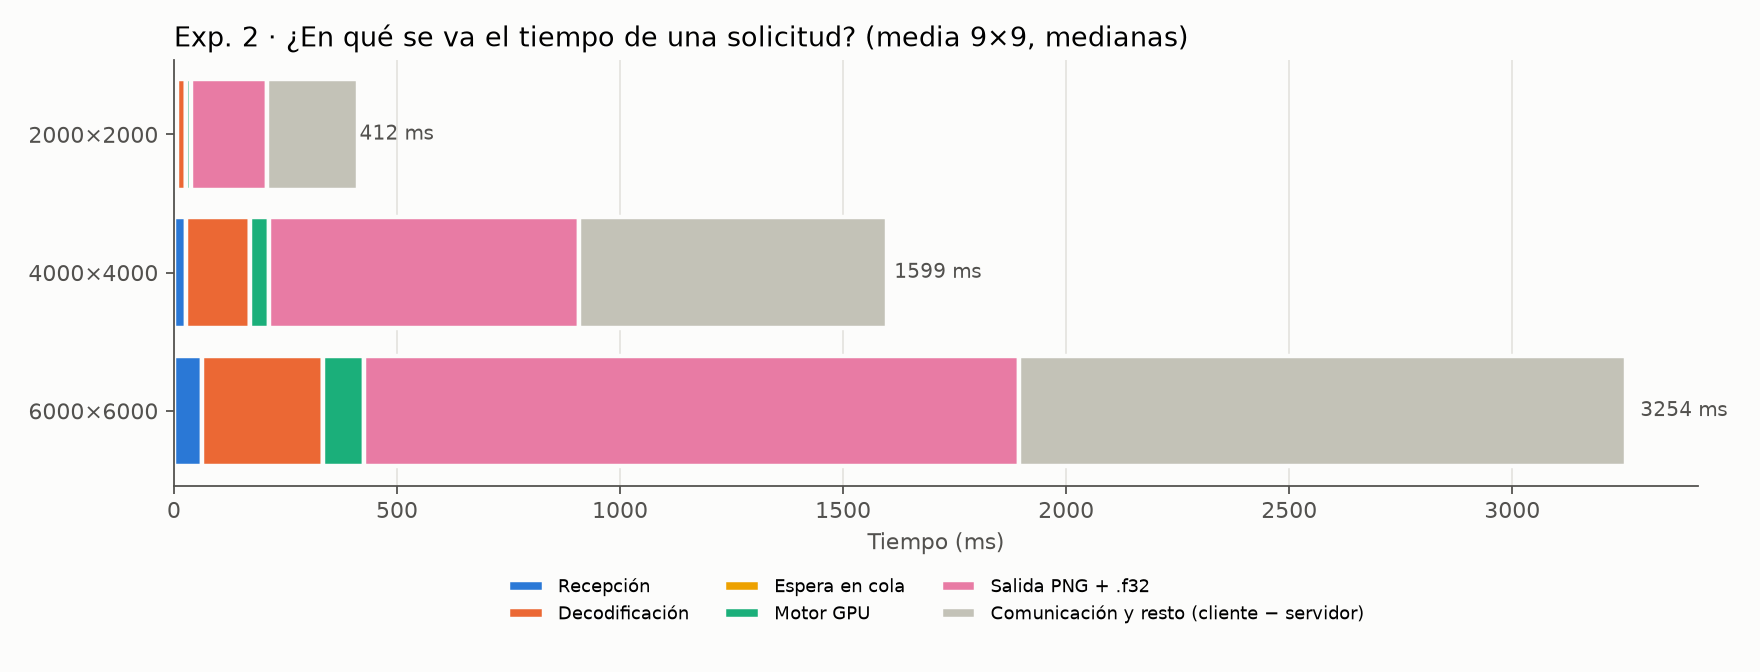 Exp. 2 · ¿En qué se va el tiempo de una solicitud? (media 9×9, medianas)
2000×2000
412 ms
4000×4000
1599 ms
6000×6000
3254 ms
0 500 1000 1500 2000 2500 3000
Tiempo (ms)
Recepción Espera en cola Salida PNG + .f32
Decodificación Motor GPU Comunicación y resto (cliente − servidor)